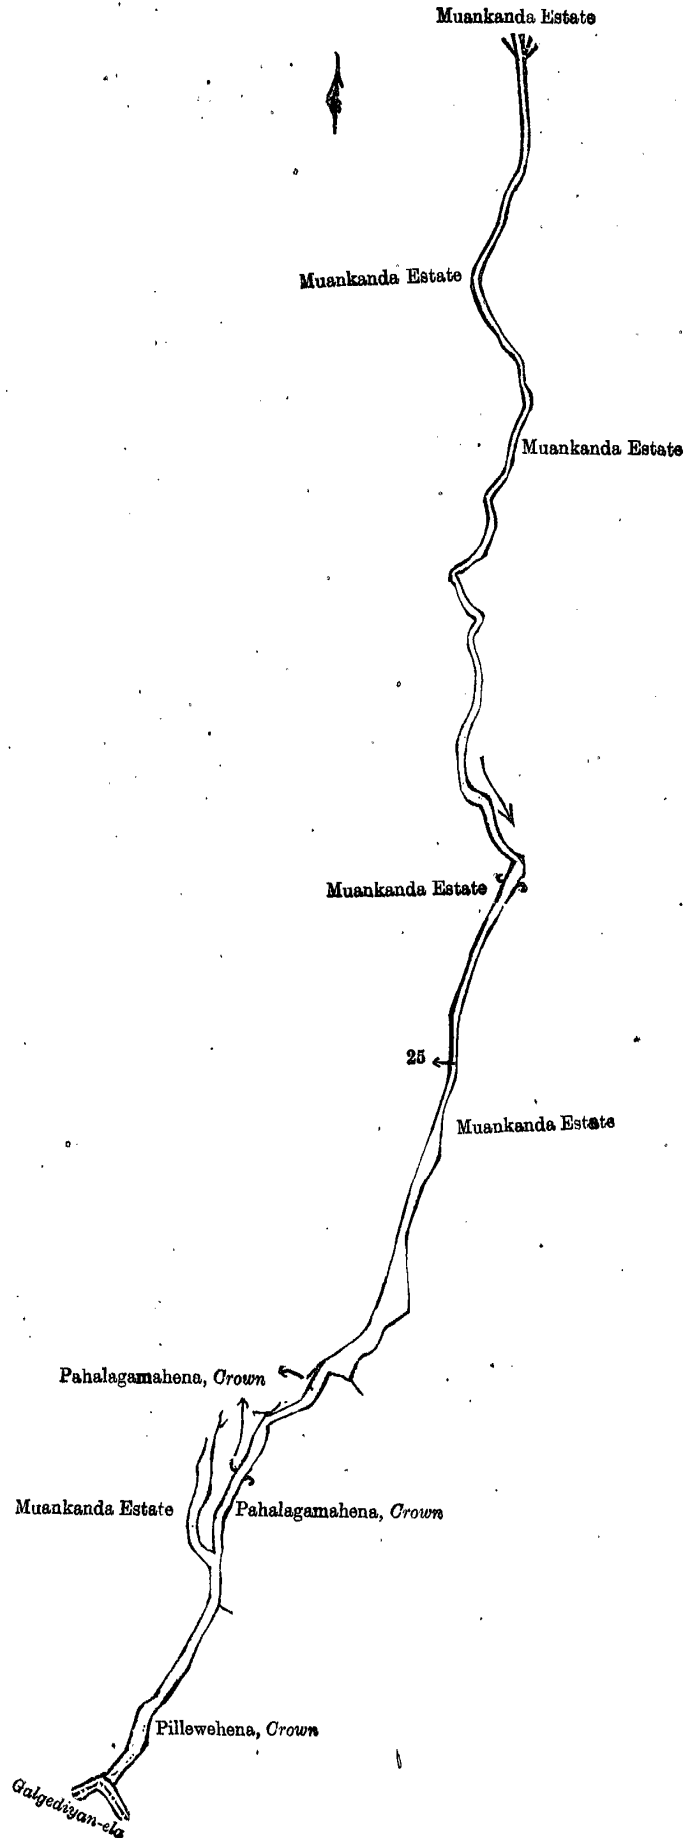 Muankanda Estate
Muankanda Estate
Muankanda Estate
Muankanda Estate
25
Muankanda Estate
Pahalagamahena, Crown
Muankanda Estate
Pahalagamahena, Crown
Pillewehena, Crown
Galgediyan-ela